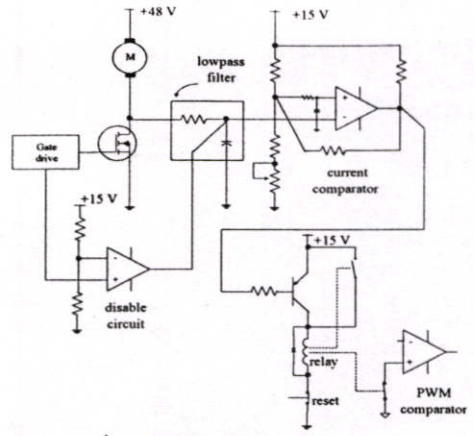 +48 V
+15 V
lowpass
filter
M
Gate
drive
+
-
current
comparator
+15 V
-
+
disable
circuit
+15 V
relay
reset
-
+
PWM
comparator